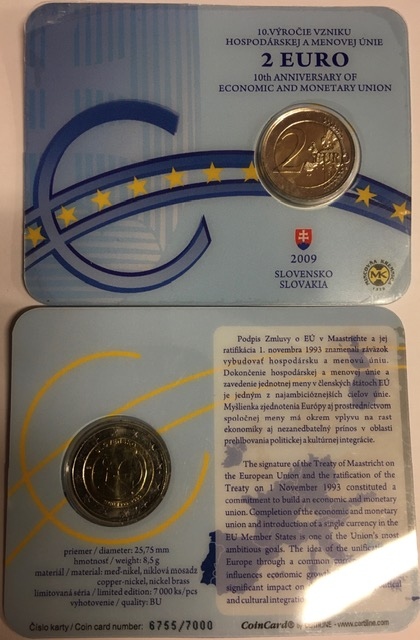 10.VÝROČIE VZNIKU
HOSPODÁRSKEJ A MENOVEJ ÚNIE
2 EURO
10th ANNIVERSARY OF
ECONOMIC AND MONETARY UNION
2 EURO
2009
SLOVENSKO
SLOVAKIA
MK
Podpis Zmluvy o EÚ v Maastrichte a jej
ratifikácia 1. novembra 1993 znamenali záväzok
vybudovať hospodársku a menovú úniu.
Dokončenie hospodárskej a menovej únie a
zavedenie jednotnej meny v členských štátoch EÚ
je jedným z najambicióznejších cieľov únie.
Myšlienka zjednotenia Európy aj prostredníctvom
spoločnej meny má okrem vplyvu na rast
ekonomiky aj nezanedbateľný prínos v oblasti
prehlbovania politickej a kultúrnej integrácie.
The signature of the Treaty of Maastricht on
the European Union and the ratification of the
Treaty on 1 November 1993 constituted a
commitment to build an economic and monetary
union. Completion of the economic and monetary
union and introduction of a single currency in the
EU Member States is one of the Union's most
ambitious goals. The idea of the unified
Europe through a common
influences economic growth
significant impact on
and cultural integration.
priemer / diameter: 25,75 mm
hmotnosť / weight: 8,5 g
materiál / material: meď-nikel, niklová mosadz
copper-nickel, nickel brass
limitovaná séria / limited edition: 7 000 ks/pcs
vyhotovenie / quality: BU
Číslo karty / Coin card number: 6755/7000
CoinCard® by COINLINE - www.coinline.com